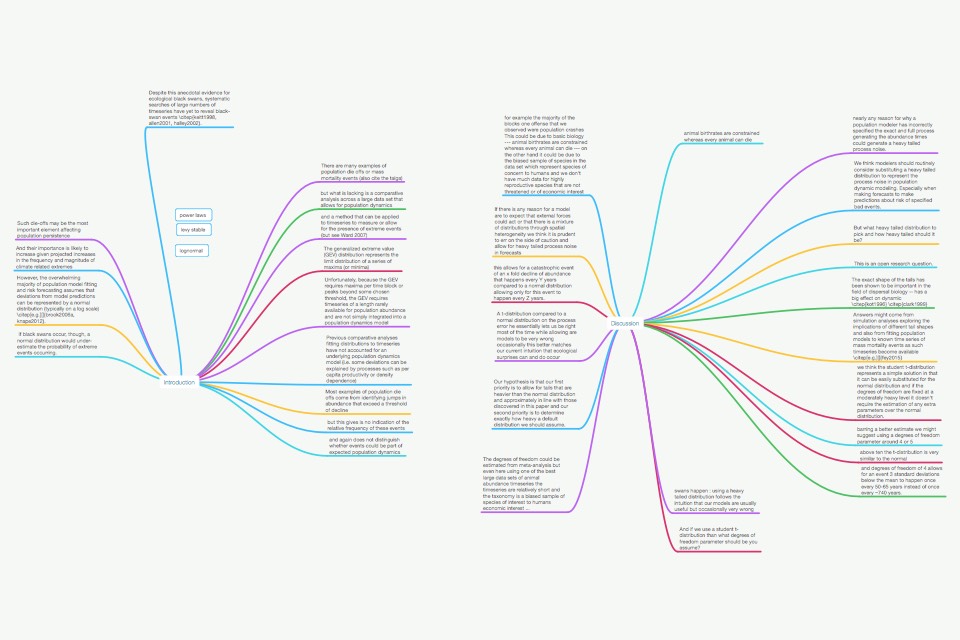 Despite this anecdotal evidence for
ecological black swans, systematic
searches of large numbers of
timeseries have yet to reveal black-
swan events \citep{keitt1998,
allen2001, halley2002}.
power laws
levy stable
lognormal
Such die-offs may be the most
important element affecting
population persistence
And their importance is likely to
increase given projected increases
in the frequency and magnitude of
climate related extremes
However, the overwhelming
majority of population model fitting
and risk forecasting assumes that
deviations from model predictions
can be represented by a normal
distribution (typically on a log scale)
\citep[e.g.][]{brook2006a,
knape2012}.
If black swans occur, though, a
normal distribution would under-
estimate the probability of extreme
events occurring.
Introduction
There are many examples of
population die offs or mass
mortality events (also cite the taiga)
but what is lacking is a comparative
analysis across a large data set that
allows for population dynamics
and a method that can be applied
to timeseries to measure or allow
for the presence of extreme events
(but see Ward 2007)
The generalized extreme value
(GEV) distribution represents the
limit distribution of a series of
maxima (or minima)
Unfortunately, because the GEV
requires maxima per time block or
peaks beyond some chosen
threshold, the GEV requires
timeseries of a length rarely
available for population abundance
and are not simply integrated into a
population dynamics model
Previous comparative analyses
fitting distributions to timeseries
have not accounted for an
underlying population dynamics
model (i.e. some deviations can be
explained by processes such as per
capita productivity or density
dependence)
Most examples of population die
offs come from identifying jumps in
abundance that exceed a threshold
of decline
but this gives no indication of the
relative frequency of these events
and again does not distinguish
whether events could be part of
expected population dynamics
for example the majority of the
blocks one offense that we
observed were population crashes
This could be due to basic biology
--- animal birthrates are constrained
whereas every animal can die --- on
the other hand it could be due to
the biased sample of species in the
data set which represent species of
concern to humans and we don't
have much data for highly
reproductive species that are not
threatened or of economic interest
If there is any reason for a model
are to expect that external forces
could act or that there is a mixture
of distributions through spatial
heterogeneity we think it is prudent
to err on the side of caution and
allow for heavy tailed process noise
in forecasts
this allows for a catastrophic event
of an x fold decline of abundance
that happens every Y years
compared to a normal distribution
allowing only for this event to
happen every Z years.
A t-distribution compared to a
normal distribution on the process
error he essentially lets us be right
most of the time while allowing are
models to be very wrong
occasionally this better matches
our current intuition that ecological
surprises can and do occur
Our hypothesis is that our first
priority is to allow for tails that are
heavier than the normal distribution
and approximately in line with those
discovered in this paper and our
second priority is to determine
exactly how heavy a default
distribution we should assume.
The degrees of freedom could be
estimated from meta-analysis but
even here using one of the best
large data sets of animal
abundance timeseries the
timeseries are relatively short and
the taxonomy is a biased sample of
species of interest to humans
economic interest ...
Discussion
animal birthrates are constrained
whereas every animal can die
swans happen : using a heavy
tailed distribution follows the
intuition that our models are usually
useful but occasionally very wrong
And if we use a student t-
distribution than what degrees of
freedom parameter should be you
assume?
nearly any reason for why a
population modeler has incorrectly
specified the exact and full process
generating the abundance times
could generate a heavy tailed
process noise.
We think modelers should routinely
consider substituting a heavy tailed
distribution to represent the
process noise in population
dynamic modeling. Especially when
making forecasts to make
predictions about risk of specified
bad events.
But what heavy tailed distribution to
pick and how heavy tailed should it
be?
This is an open research question.
The exact shape of the tails has
been shown to be important in the
field of dispersal biology -- has a
big effect on dynamic
\citep{kot1996} \citep{clark1999}
Answers might come from
simulation analyses exploring the
implications of different tail shapes
and also from fitting population
models to known time series of
mass mortality events as such
timeseries become available
\citep[e.g.][]{fey2015}
we think the student t-distribution
represents a simple solution in that
it can be easily substituted for the
normal distribution and if the
degrees of freedom are fixed at a
moderately heavy level it doesn't
require the estimation of any extra
parameters over the normal
distribution.
barring a better estimate we might
suggest using a degrees of freedom
parameter around 4 or 5
above ten the t-distribution is very
similar to the normal
and degrees of freedom of 4 allows
for an event 3 standard deviations
below the mean to happen once
every 50-65 years instead of once
every ~740 years